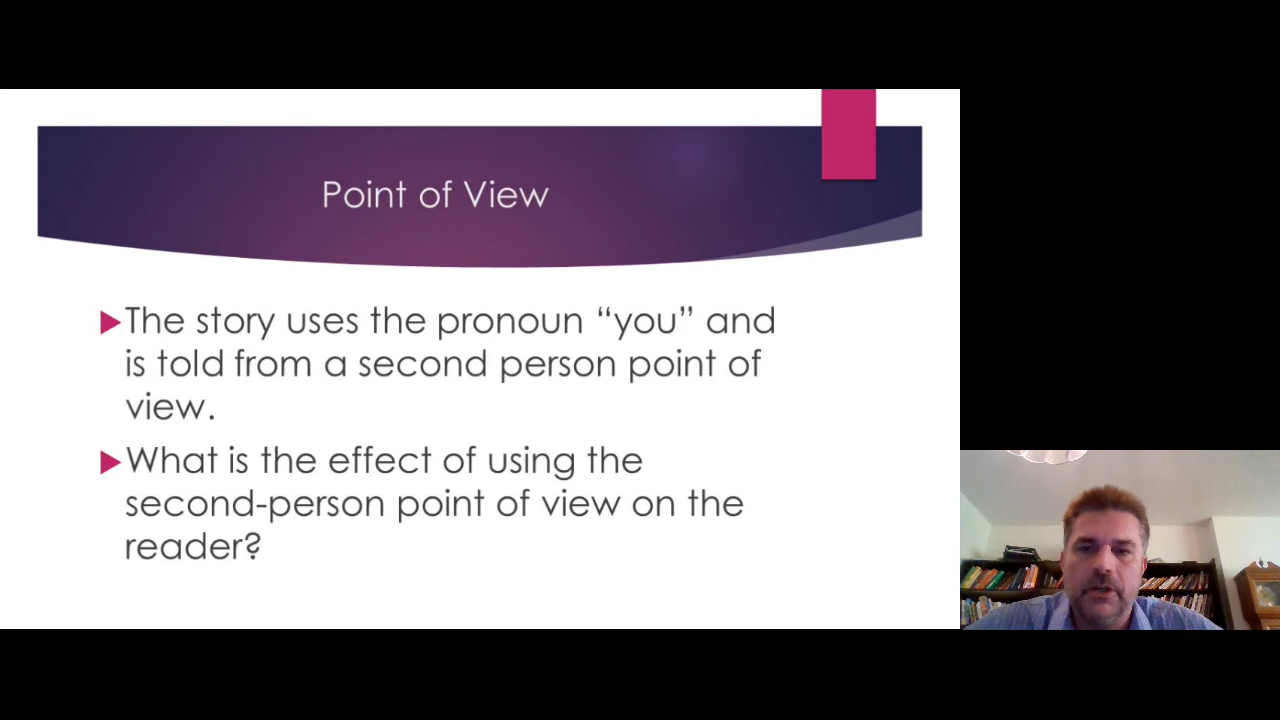 Point of View
The story uses the pronoun “you” and
is told from a second person point of
view.
What is the effect of using the
second-person point of view on the
reader?